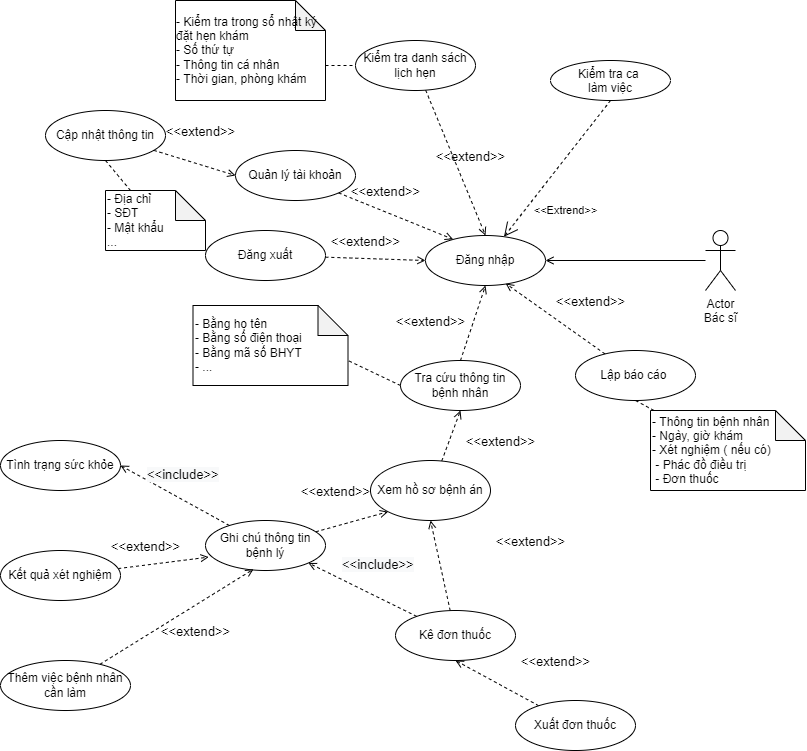 - Kiểm tra trong sổ nhật ký
đặt hẹn khám
- Số thứ tự
- Thông tin cá nhân
- Thời gian, phòng khám
Kiểm tra danh sách
lịch hẹn
Kiểm tra ca
làm việc
Cập nhật thông tin
<<extend>>
<<extend>>
Quản lý tài khoản
<<extend>>
- Địa chỉ
- SĐT
- Mật khẩu
...
<<Extrend>>
Đăng xuất
<<extend>>
Đăng nhập
Actor
Bác sĩ
<<extend>>
- Bằng họ tên
- Bằng số điện thoại
- Bằng mã số BHYT
- ...
<<extend>>
Tra cứu thông tin
bệnh nhân
Lập báo cáo
- Thông tin bệnh nhân
- Ngày, giờ khám
- Xét nghiệm ( nếu có)
- Phác đồ điều trị
- Đơn thuốc
<<extend>>
Tình trạng sức khỏe
<<include>>
<<extend>>
Xem hồ sơ bệnh án
Ghi chú thông tin
bệnh lý
<<extend>>
<<extend>>
<<include>>
Kết quả xét nghiệm
<<extend>>
Kê đơn thuốc
<<extend>>
Thêm việc bệnh nhân
cần làm
Xuất đơn thuốc